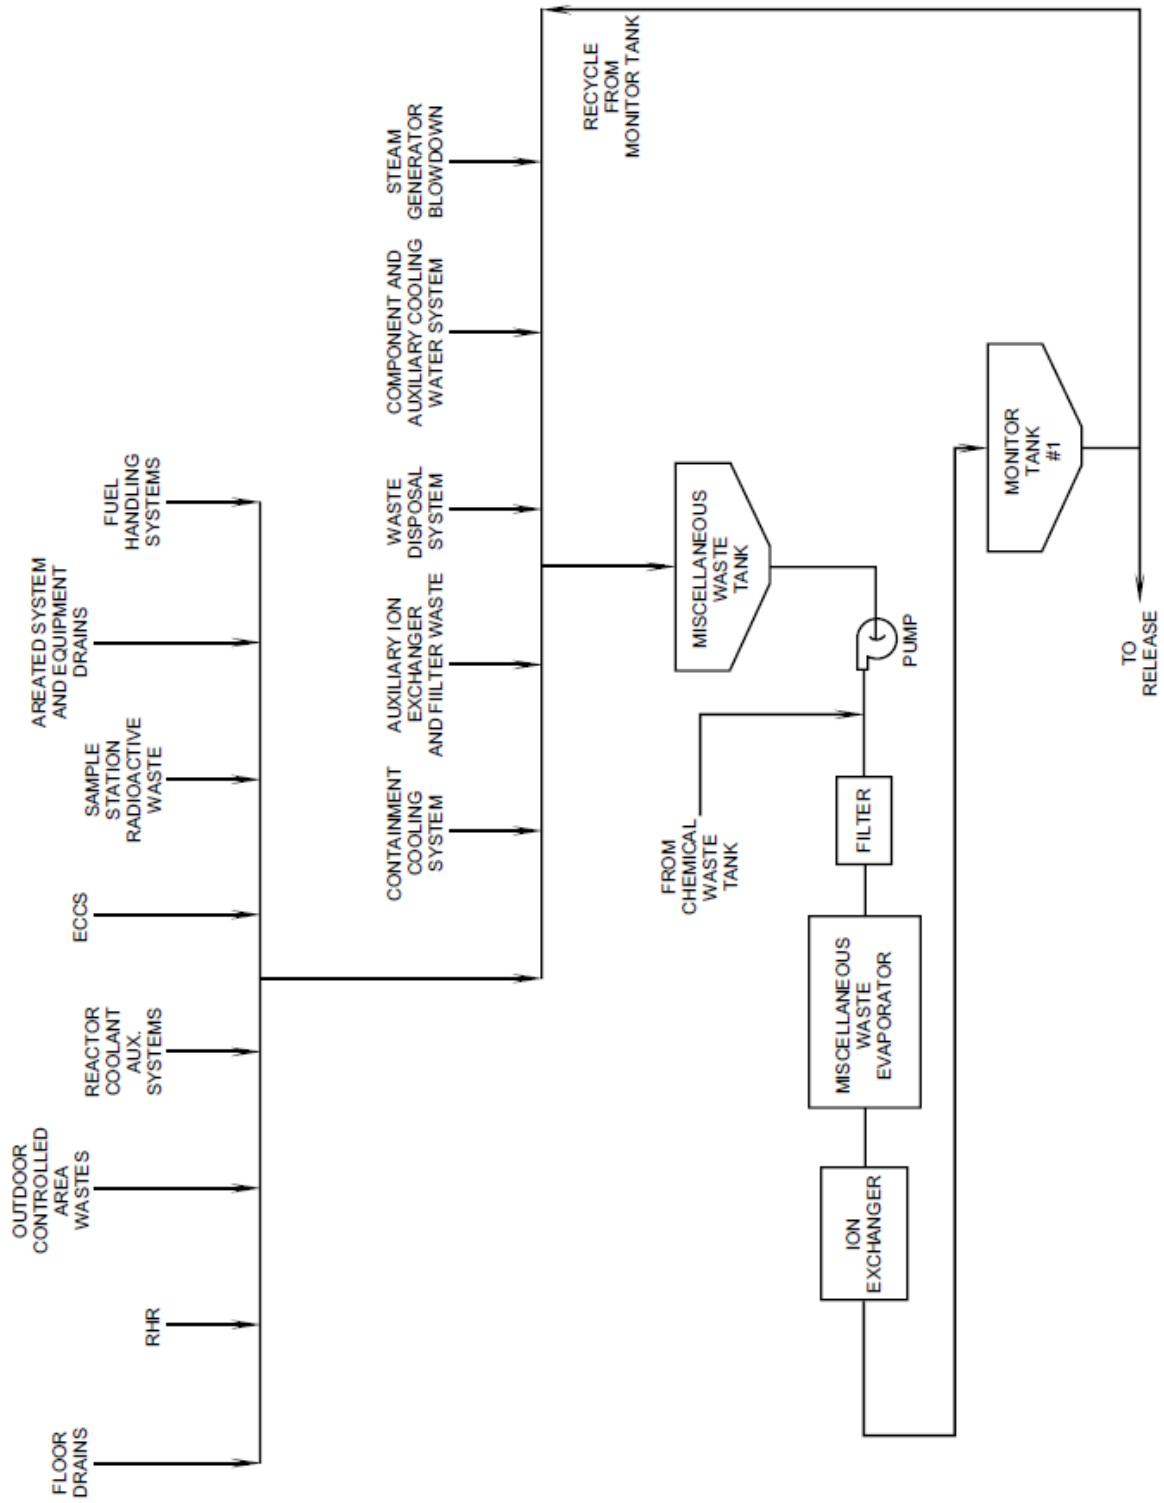 FLOOR
DRAINS
RHR
OUTDOOR
CONTROLLED
AREA
WASTES
REACTOR
COOLANT
AUX.
SYSTEMS
ECCS
SAMPLE
STATION
RADIOACTIVE
WASTE
AREATED SYSTEM
AND EQUIPMENT
DRAINS
FUEL
HANDLING
SYSTEMS
CONTAINMENT
COOLING
SYSTEM
AUXILIARY ION
EXCHANGER
AND FIILTER WASTE
WASTE
DISPOSAL
SYSTEM
COMPONENT AND
AUXILIARY COOLING
WATER SYSTEM
STEAM
GENERATOR
BLOWDOWN
RECYCLE
FROM
MONITOR TANK
MISCELLANEOUS
WASTE
TANK
FROM
CHEMICAL
WASTE
TANK
PUMP
FILTER
MISCELLANEOUS
WASTE
EVAPORATOR
ION
EXCHANGER
MONITOR
TANK
#1
TO
RELEASE